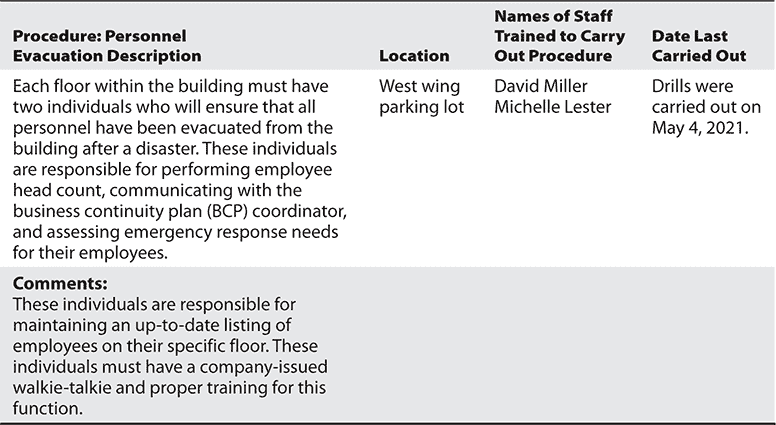 Procedure: Personnel
Evacuation Description
Location
Names of Staff
Trained to Carry
Out Procedure
Date Last
Carried Out
Each floor within the building must have
two individuals who will ensure that all
personnel have been evacuated from the
building after a disaster. These individuals
are responsible for performing employee
head count, communicating with the
business continuity plan (BCP) coordinator,
and assessing emergency response needs
for their employees.
West wing
parking lot
David Miller
Michelle Lester
Drills were
carried out on
May 4, 2021.
Comments:
These individuals are responsible for
maintaining an up-to-date listing of
employees on their specific floor. These
individuals must have a company-issued
walkie-talkie and proper training for this
function.